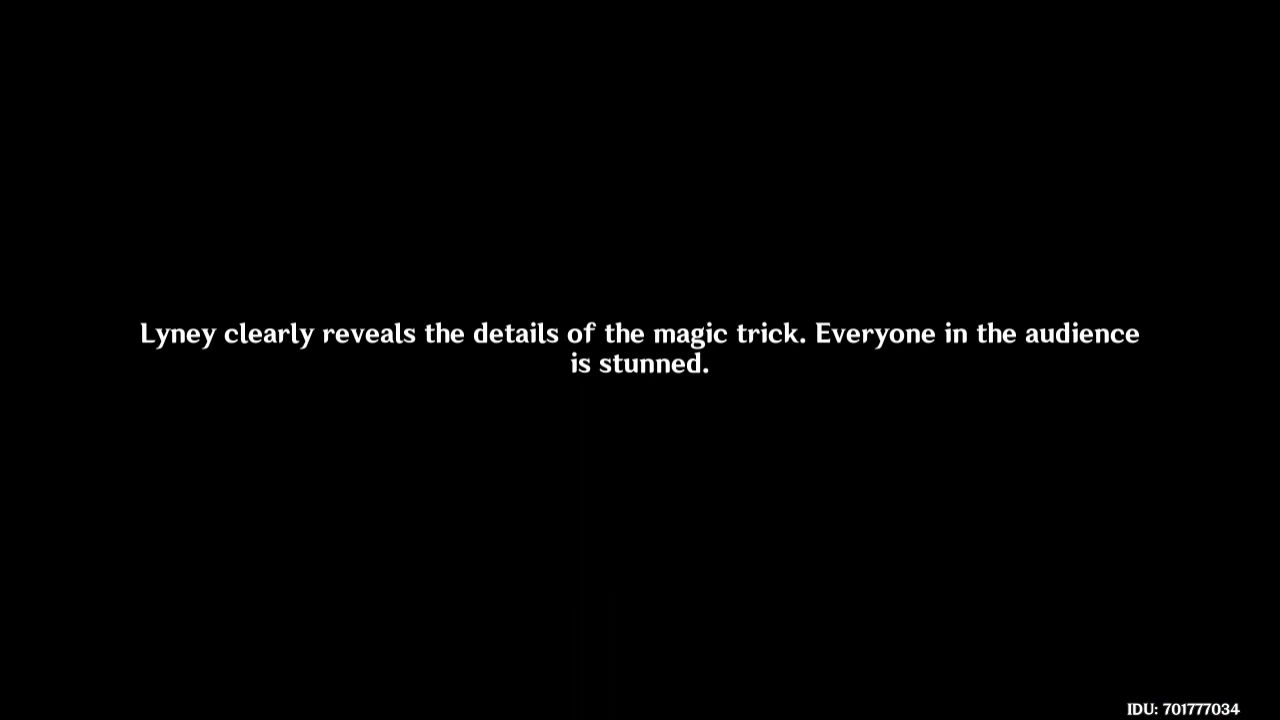 Lyney clearly reveals the details of the magic trick. Everyone in the audience
is stunned.
IDU: 701777034